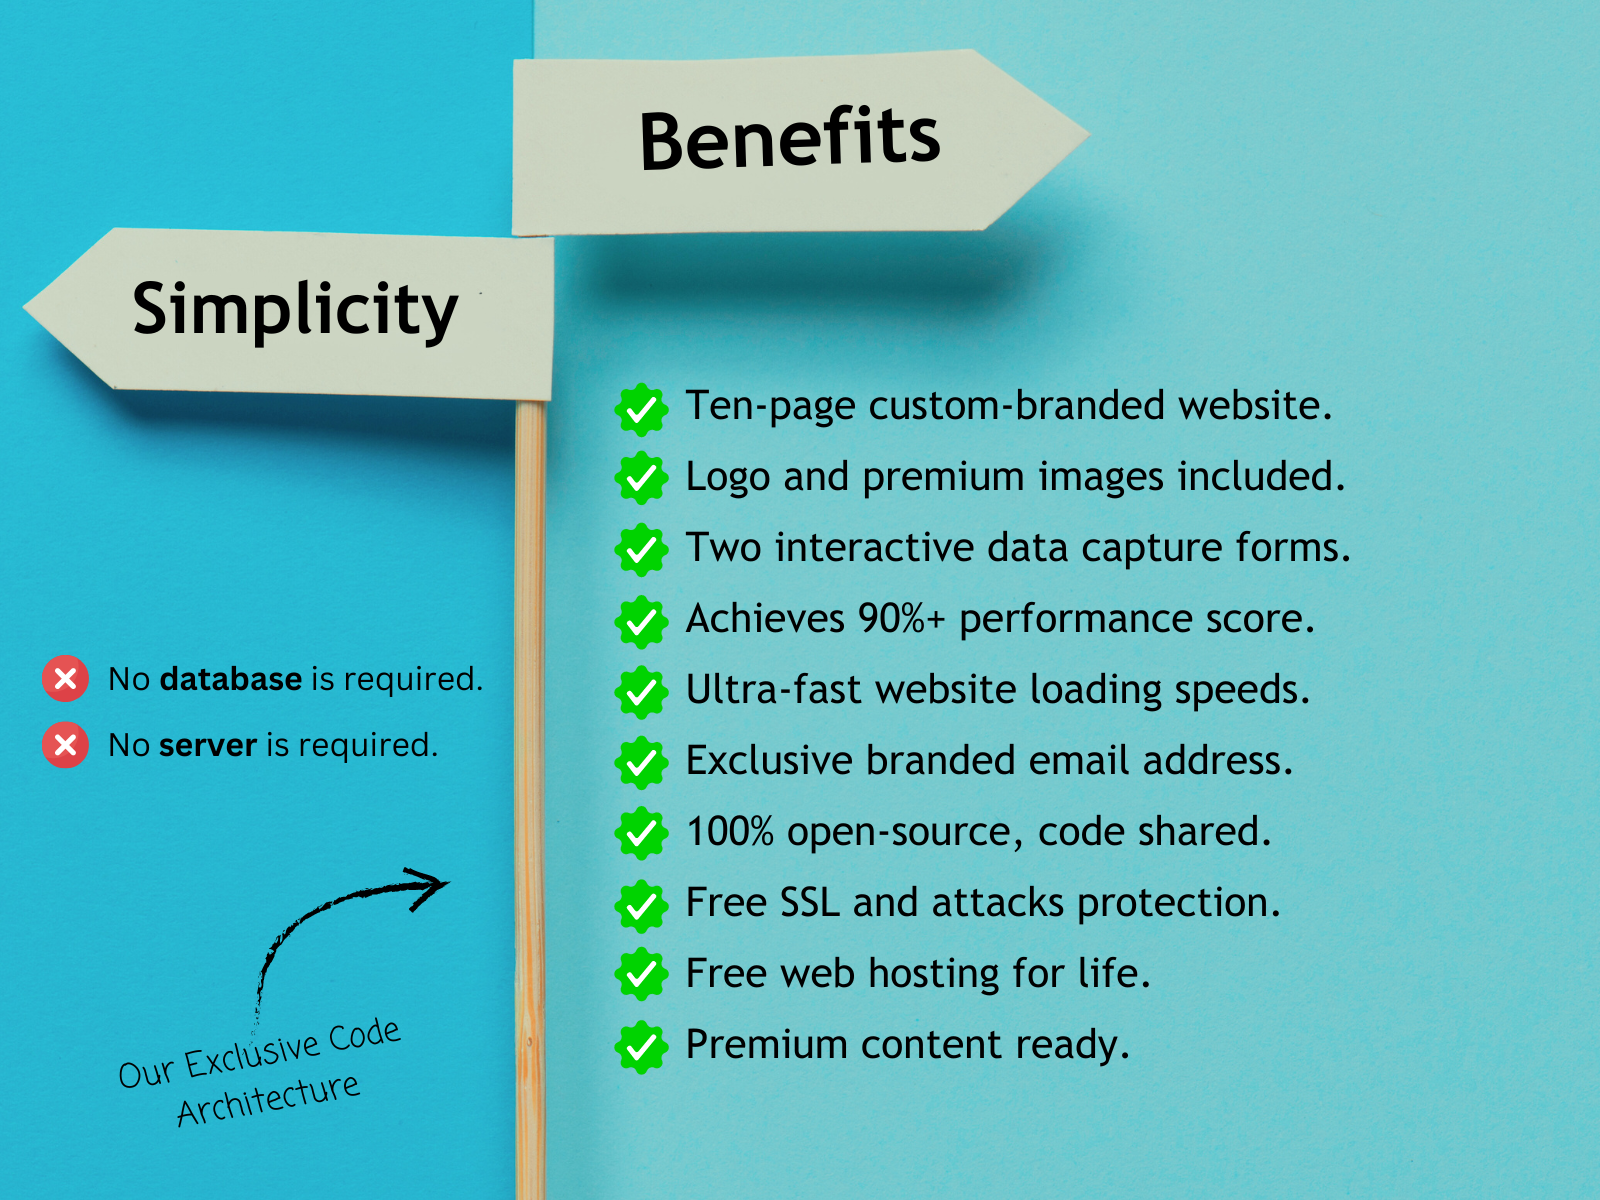 Benefits
Simplicity
Ten-page custom-branded website.
Logo and premium images included.
Two interactive data capture forms.
Achieves 90%+ performance score.
Ultra-fast website loading speeds.
Exclusive branded email address.
100% open-source, code shared.
Free SSL and attacks protection.
Free web hosting for life.
Premium content ready.
No database is required.
No server is required.
Our Exclusive Code
Architecture